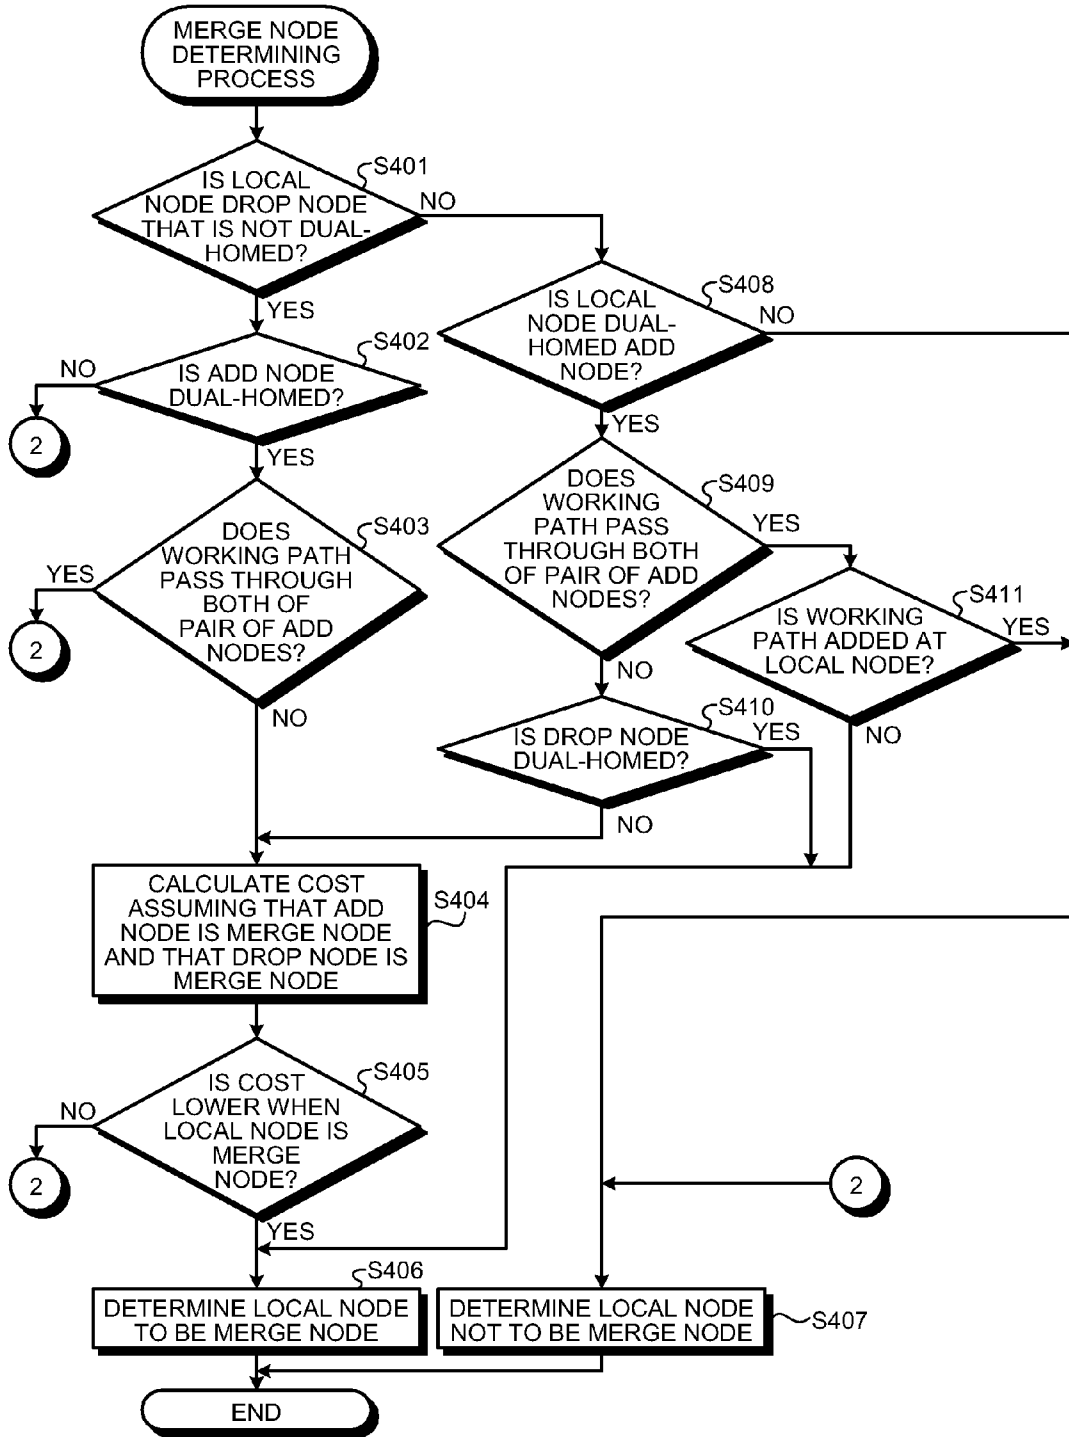 MERGE NODE
DETERMINING
PROCESS
S401
IS LOCAL
NODE DROP NODE
THAT IS NOT DUAL-
HOMED?
NO
YES
S408
IS LOCAL
NODE DUAL-
HOMED ADD
NODE?
NO
YES
S402
IS ADD NODE
DUAL-HOMED?
NO
2
YES
S403
DOES
WORKING PATH
PASS THROUGH
BOTH OF
PAIR OF ADD
NODES?
YES
2
NO
S409
DOES
WORKING
PATH PASS
THROUGH BOTH
OF PAIR OF ADD
NODES?
YES
NO
S411
IS WORKING
PATH ADDED AT
LOCAL NODE?
YES
NO
S410
IS DROP NODE
DUAL-HOMED?
YES
NO
CALCULATE COST
ASSUMING THAT ADD
NODE IS MERGE NODE
AND THAT DROP NODE IS
MERGE NODE
S404
S405
IS COST
LOWER WHEN
LOCAL NODE IS
MERGE
NODE?
NO
2
YES
2
S406
DETERMINE LOCAL NODE
TO BE MERGE NODE
DETERMINE LOCAL NODE
NOT TO BE MERGE NODE
S407
END